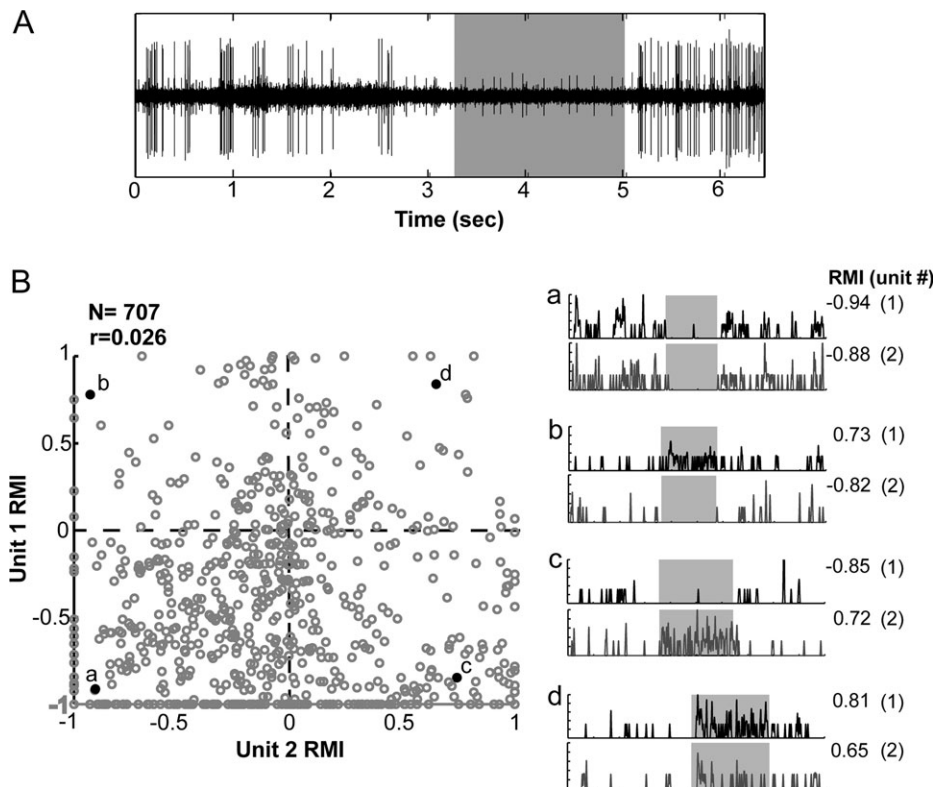 A
0 1 2 3 4 5 6
Time (sec)
B
N= 707
r=0.026
1
0.5
0
-0.5
-1
b
d
a
c
-1 -0.5 0 0.5 1
Unit 1 RMI
Unit 2 RMI
RMI (unit #)
a
-0.94 (1)
-0.88 (2)
b
0.73 (1)
-0.82 (2)
c
-0.85 (1)
0.72 (2)
d
0.81 (1)
0.65 (2)